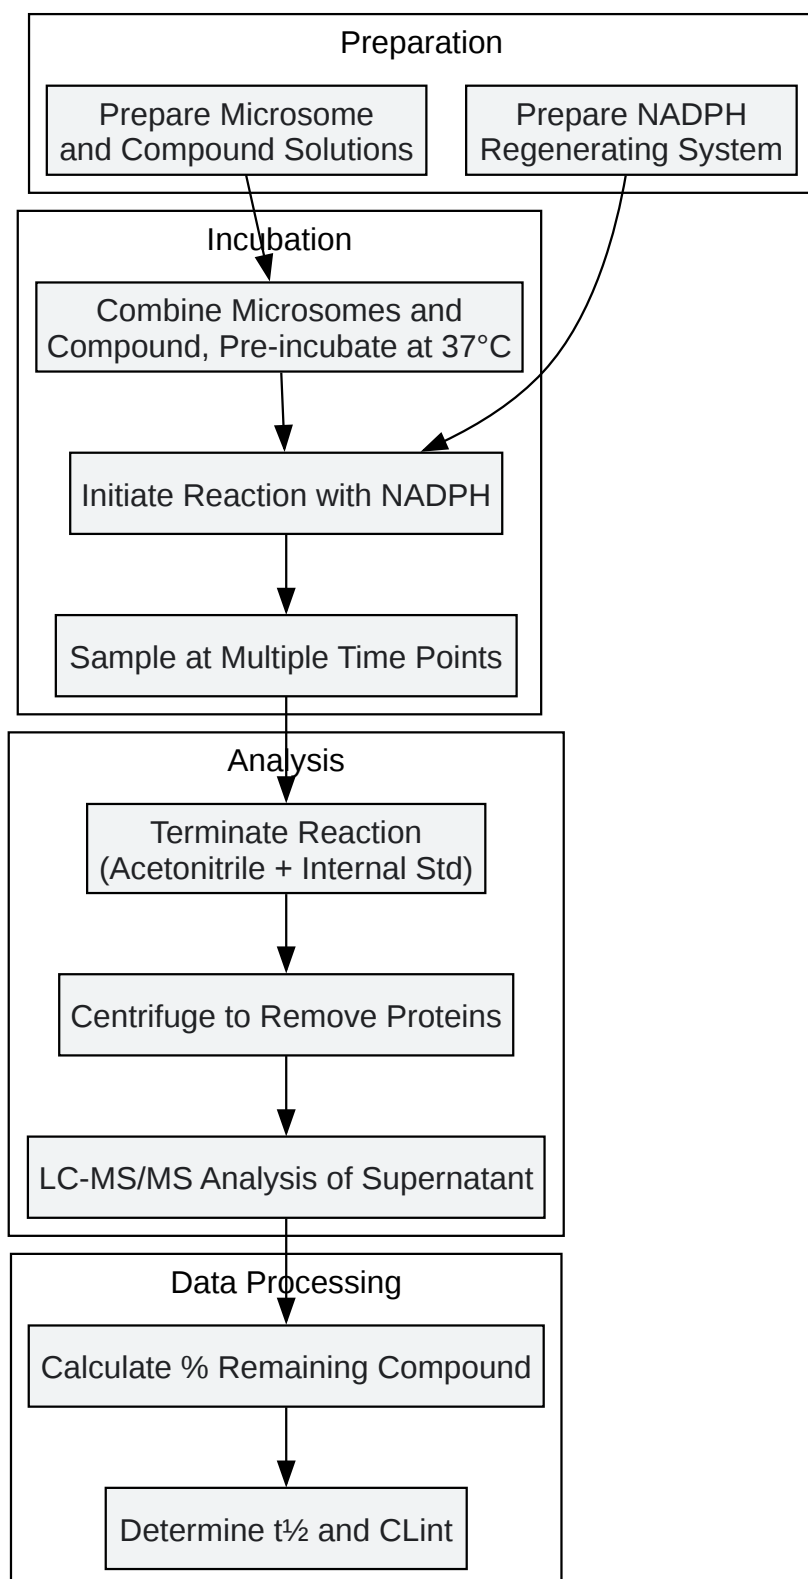 Preparation
Prepare Microsome
and Compound Solutions
Prepare NADPH
Regenerating System
Incubation
Combine Microsomes and
Compound, Pre-incubate at 37°C
Initiate Reaction with NADPH
Sample at Multiple Time Points
Analysis
Terminate Reaction
(Acetonitrile + Internal Std)
Centrifuge to Remove Proteins
LC-MS/MS Analysis of Supernatant
Data Processing
Calculate % Remaining Compound
Determine t½ and CLint